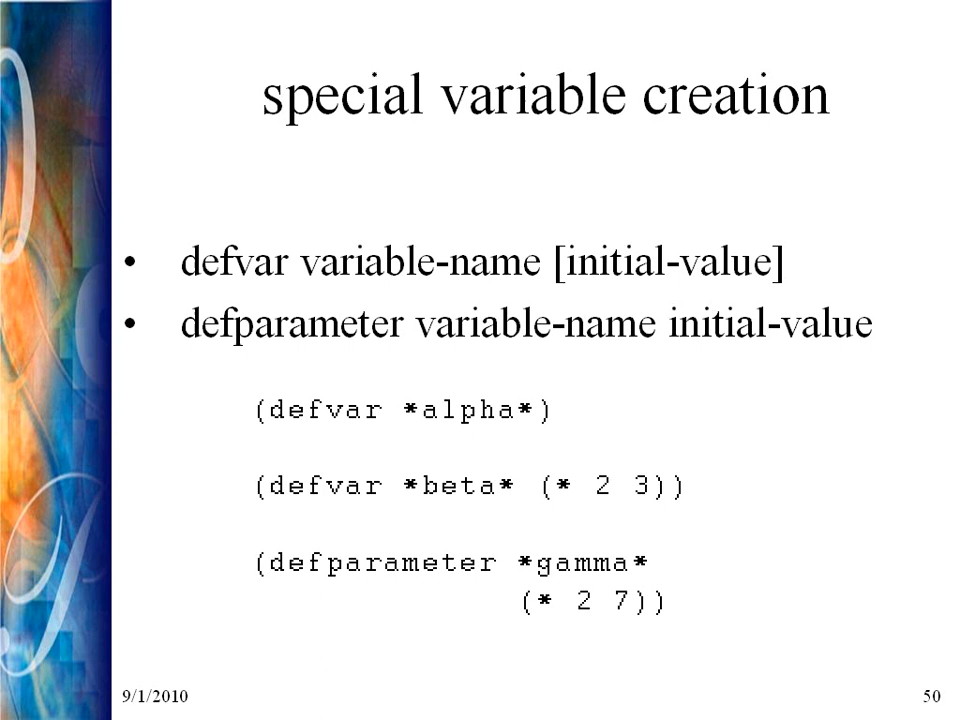 special variable creation
• defvar variable-name [initial-value]
• defparameter variable-name initial-value
(defvar *alpha*)
(defvar *beta* (* 2 3))
(defparameter *gamma*
(* 2 7))
9/1/2010
50